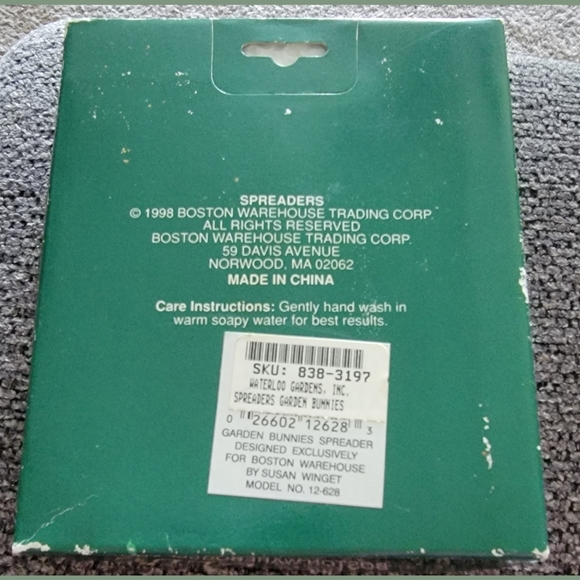 SPREADERS
© 1998 BOSTON WAREHOUSE TRADING CORP.
ALL RIGHTS RESERVED
BOSTON WAREHOUSE TRADING CORP.
59 DAVIS AVENUE
NORWOOD, MA 02062
MADE IN CHINA
Care Instructions: Gently hand wash in
warm soapy water for best results.
SKU: 838-3197
WATERLOO GARDENS, INC.
SPREADERS GARDEN BUNNIES
0 26602 12628 3
GARDEN BUNNIES SPREADER
DESIGNED EXCLUSIVELY
FOR BOSTON WAREHOUSE
BY SUSAN WINGET
MODEL NO. 12-628